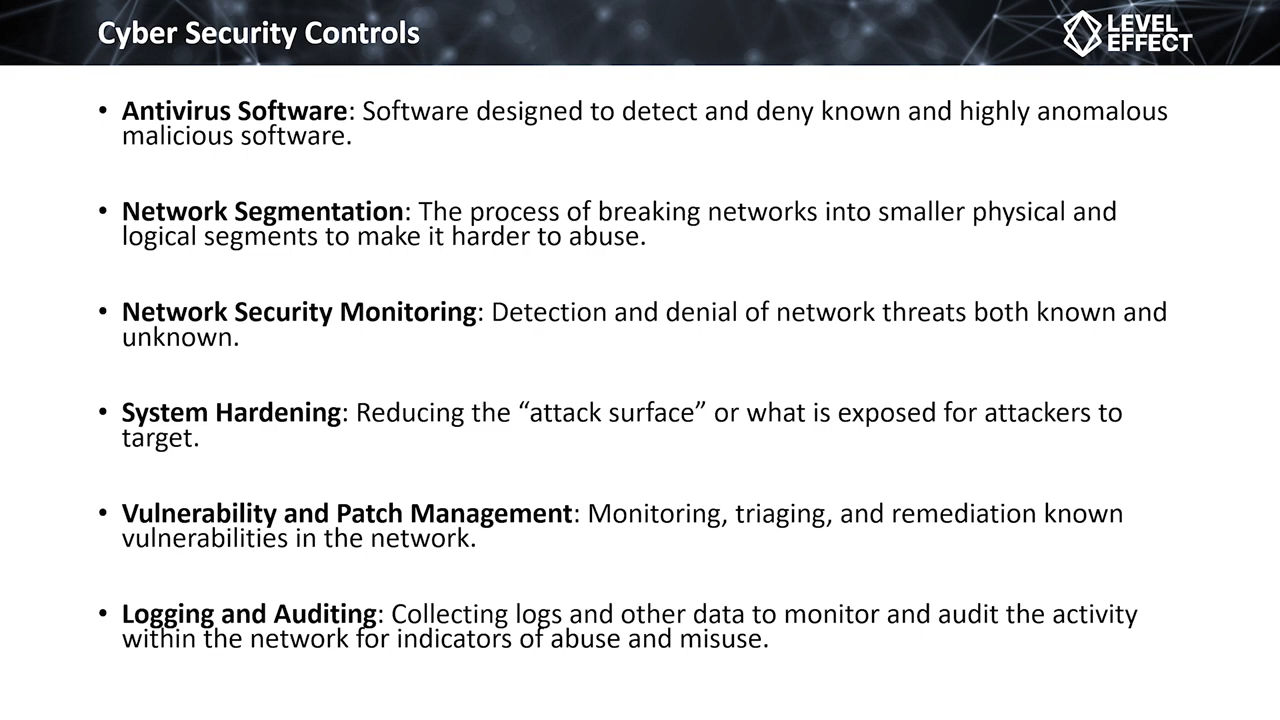 Cyber Security Controls
LEVEL
EFFECT
• Antivirus Software: Software designed to detect and deny known and highly anomalous
malicious software.
• Network Segmentation: The process of breaking networks into smaller physical and
logical segments to make it harder to abuse.
• Network Security Monitoring: Detection and denial of network threats both known and
unknown.
• System Hardening: Reducing the “attack surface” or what is exposed for attackers to
target.
• Vulnerability and Patch Management: Monitoring, triaging, and remediation known
vulnerabilities in the network.
• Logging and Auditing: Collecting logs and other data to monitor and audit the activity
within the network for indicators of abuse and misuse.